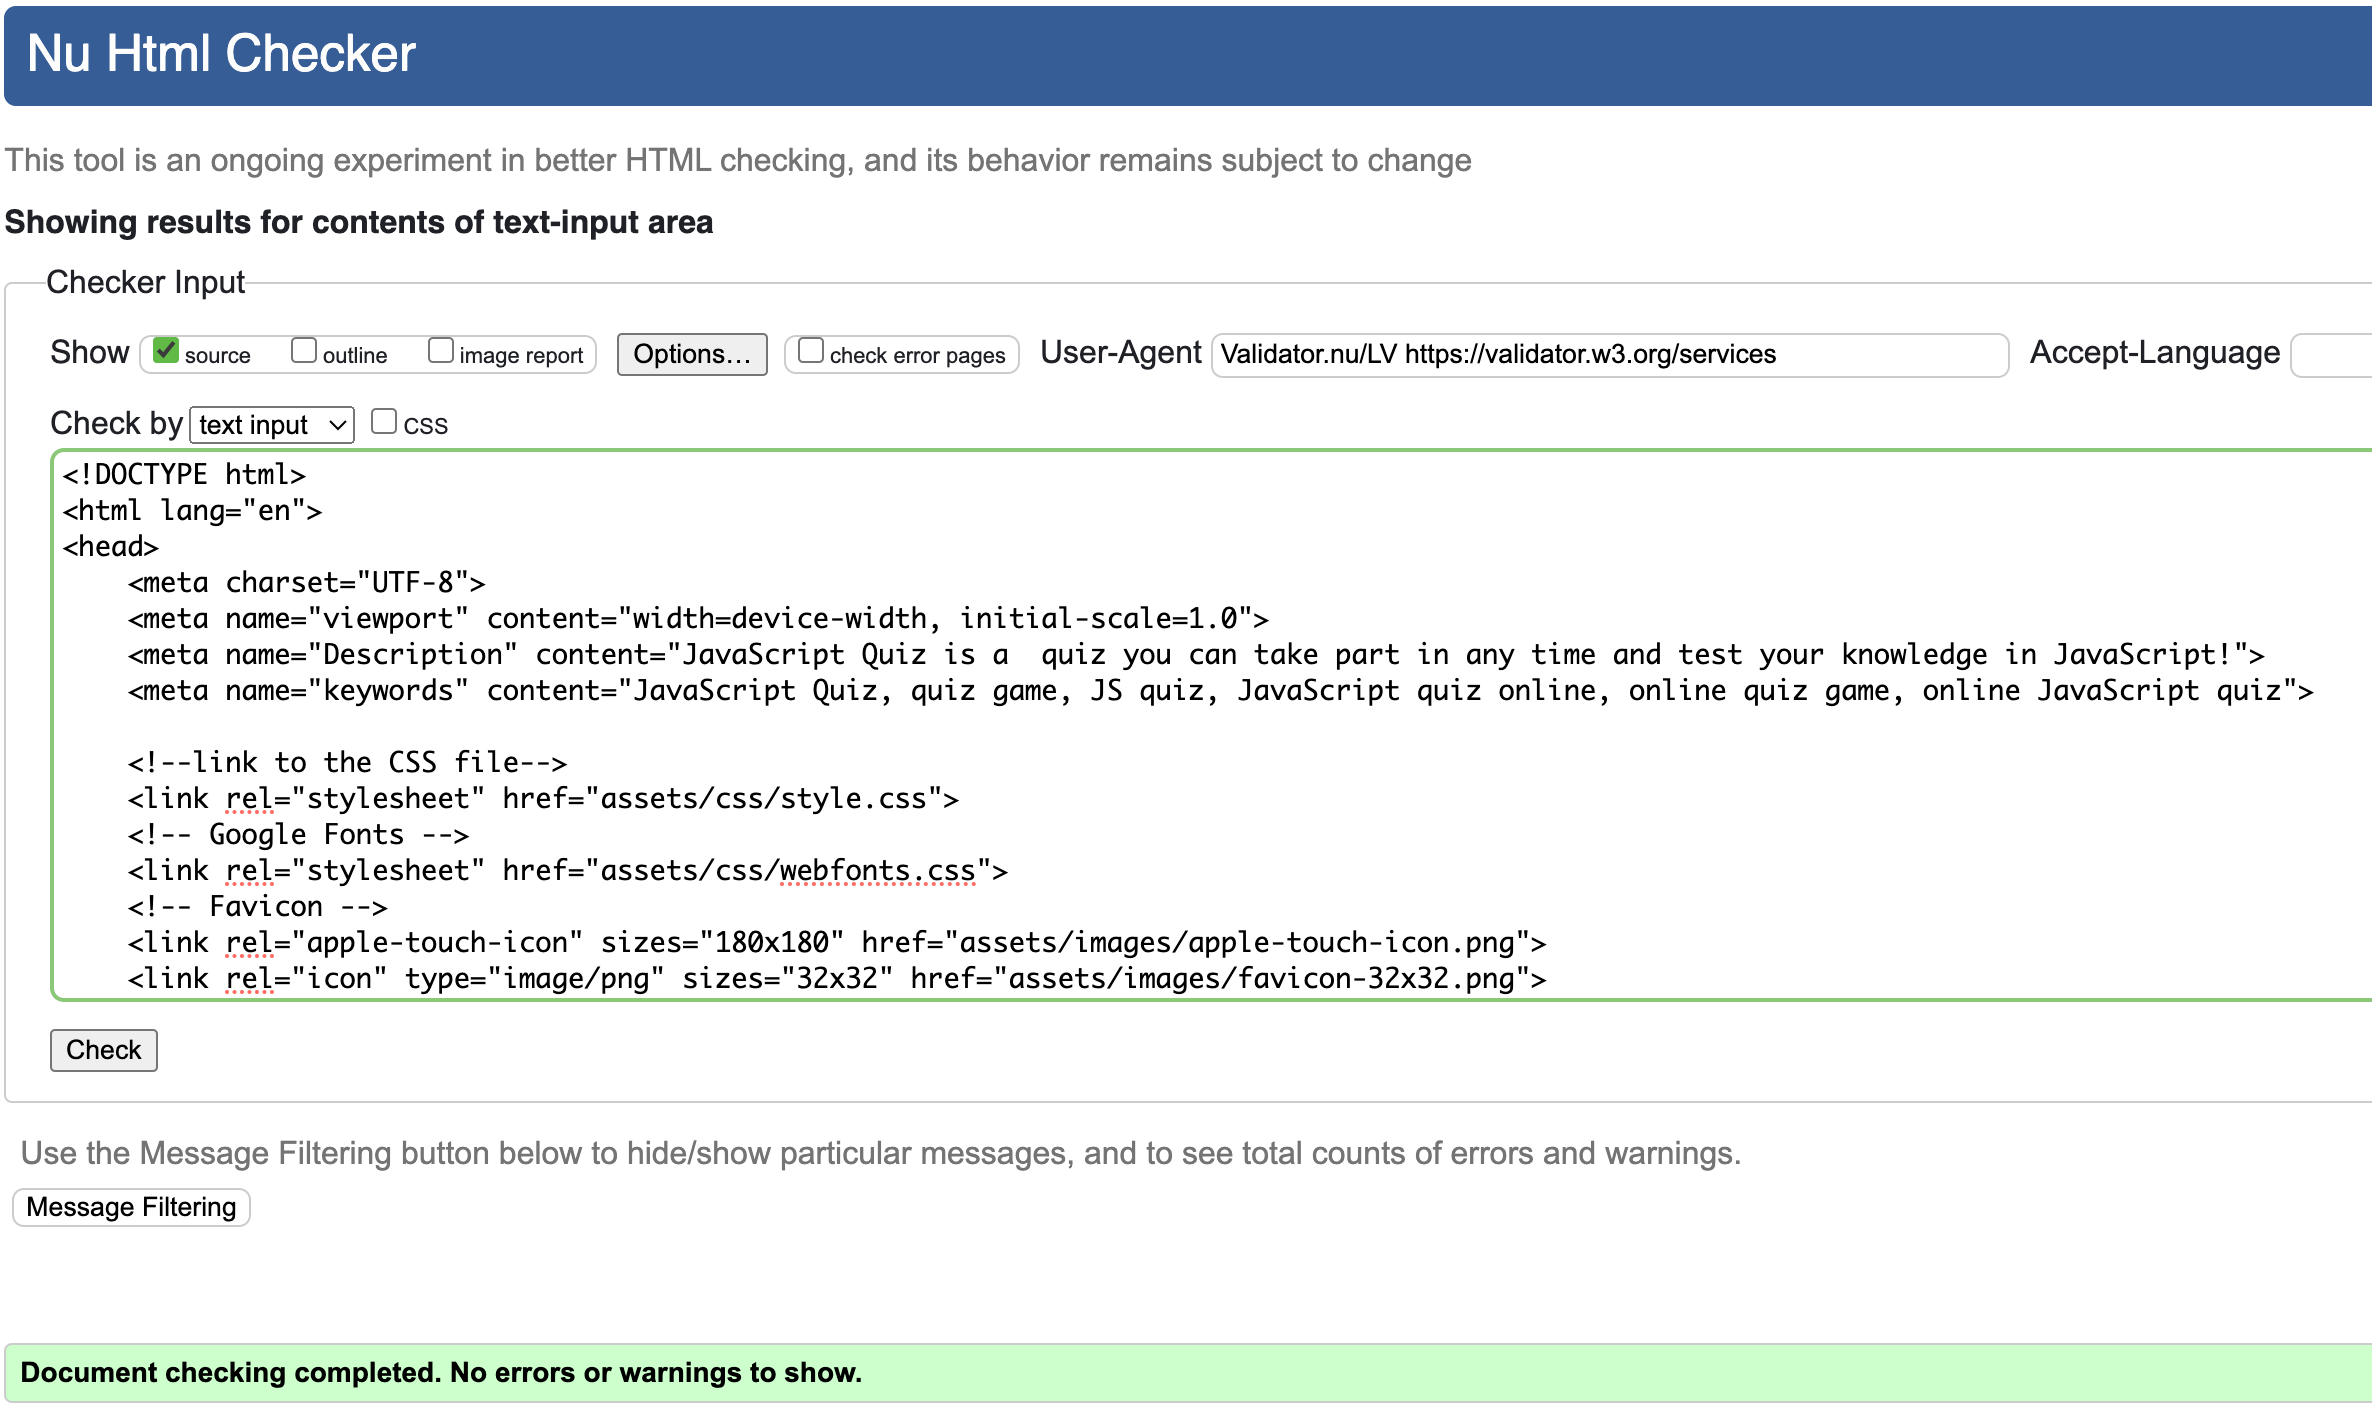 Nu Html Checker
This tool is an ongoing experiment in better HTML checking, and its behavior remains subject to change
Showing results for contents of text-input area
Checker Input
Show source outline image report Options... check error pages User-Agent Validator.nu/LV https://validator.w3.org/services Accept-Language
Check by text input css
<!DOCTYPE html>
<html lang="en">
<head>
    <meta charset="UTF-8">
    <meta name="viewport" content="width=device-width, initial-scale=1.0">
    <meta name="Description" content="JavaScript Quiz is a  quiz you can take part in any time and test your knowledge in JavaScript!">
    <meta name="keywords" content="JavaScript Quiz, quiz game, JS quiz, JavaScript quiz online, online quiz game, online JavaScript quiz">
    <!--link to the CSS file-->
    <link rel="stylesheet" href="assets/css/style.css">
    <!-- Google Fonts -->
    <link rel="stylesheet" href="assets/css/webfonts.css">
    <!-- Favicon -->
    <link rel="apple-touch-icon" sizes="180x180" href="assets/images/apple-touch-icon.png">
    <link rel="icon" type="image/png" sizes="32x32" href="assets/images/favicon-32x32.png">
Check
Use the Message Filtering button below to hide/show particular messages, and to see total counts of errors and warnings.
Message Filtering
Document checking completed. No errors or warnings to show.